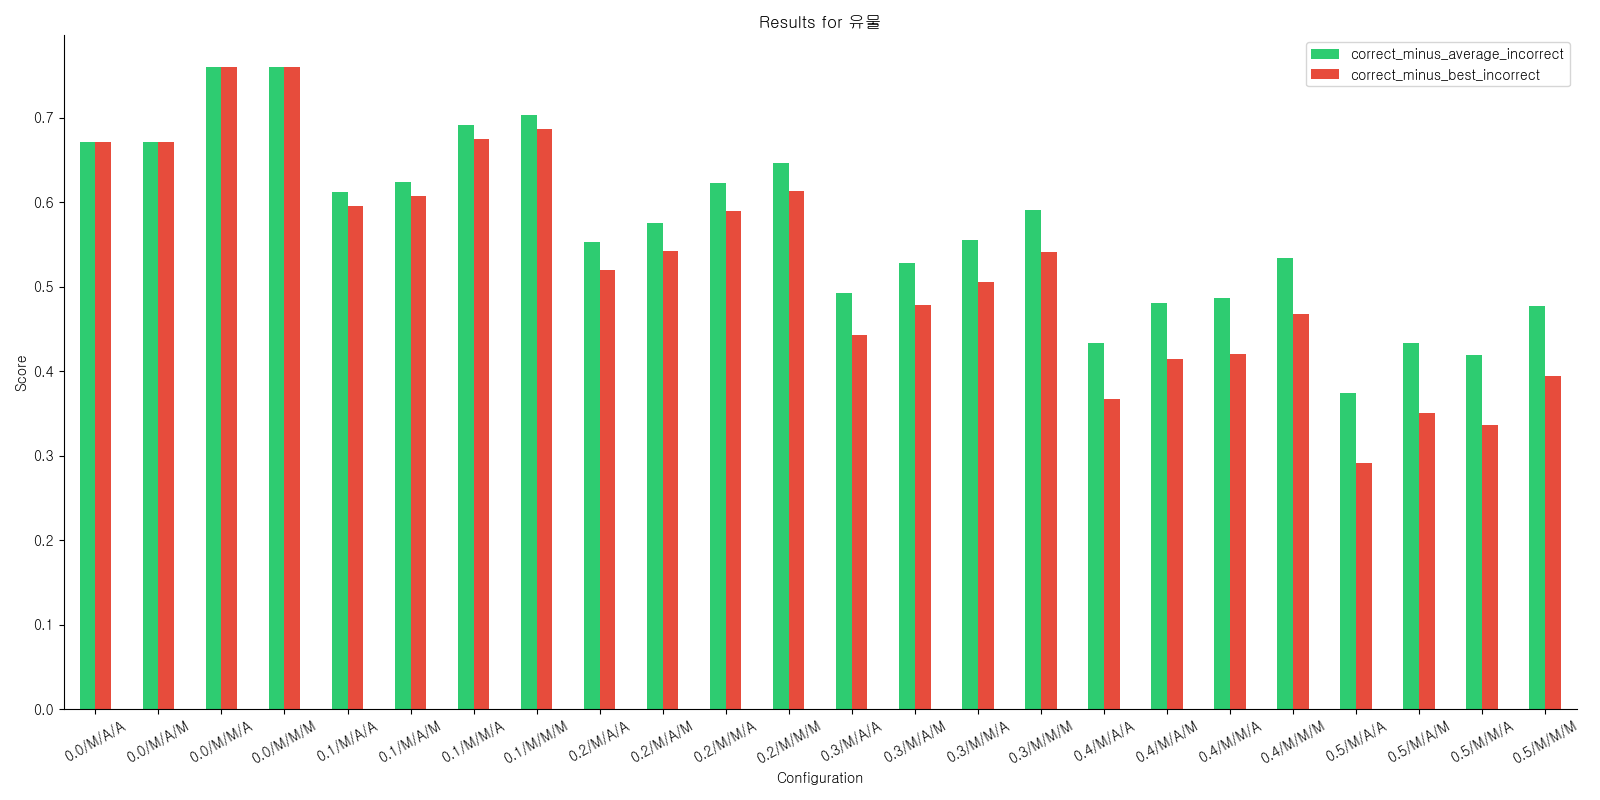 Results for 유물
correct_minus_average_incorrect
correct_minus_best_incorrect
Score
0.7
0.6
0.5
0.4
0.3
0.2
0.1
0.0
0.0/M/A/A
0.0/M/A/M
0.0/M/M/A
0.0/M/M/M
0.1/M/A/A
0.1/M/A/M
0.1/M/M/A
0.1/M/M/M
0.2/M/A/A
0.2/M/A/M
0.2/M/M/A
0.2/M/M/M
0.3/M/A/A
0.3/M/A/M
0.3/M/M/A
0.3/M/M/M
0.4/M/A/A
0.4/M/A/M
0.4/M/M/A
0.4/M/M/M
0.5/M/A/A
0.5/M/A/M
0.5/M/M/A
0.5/M/M/M
Configuration